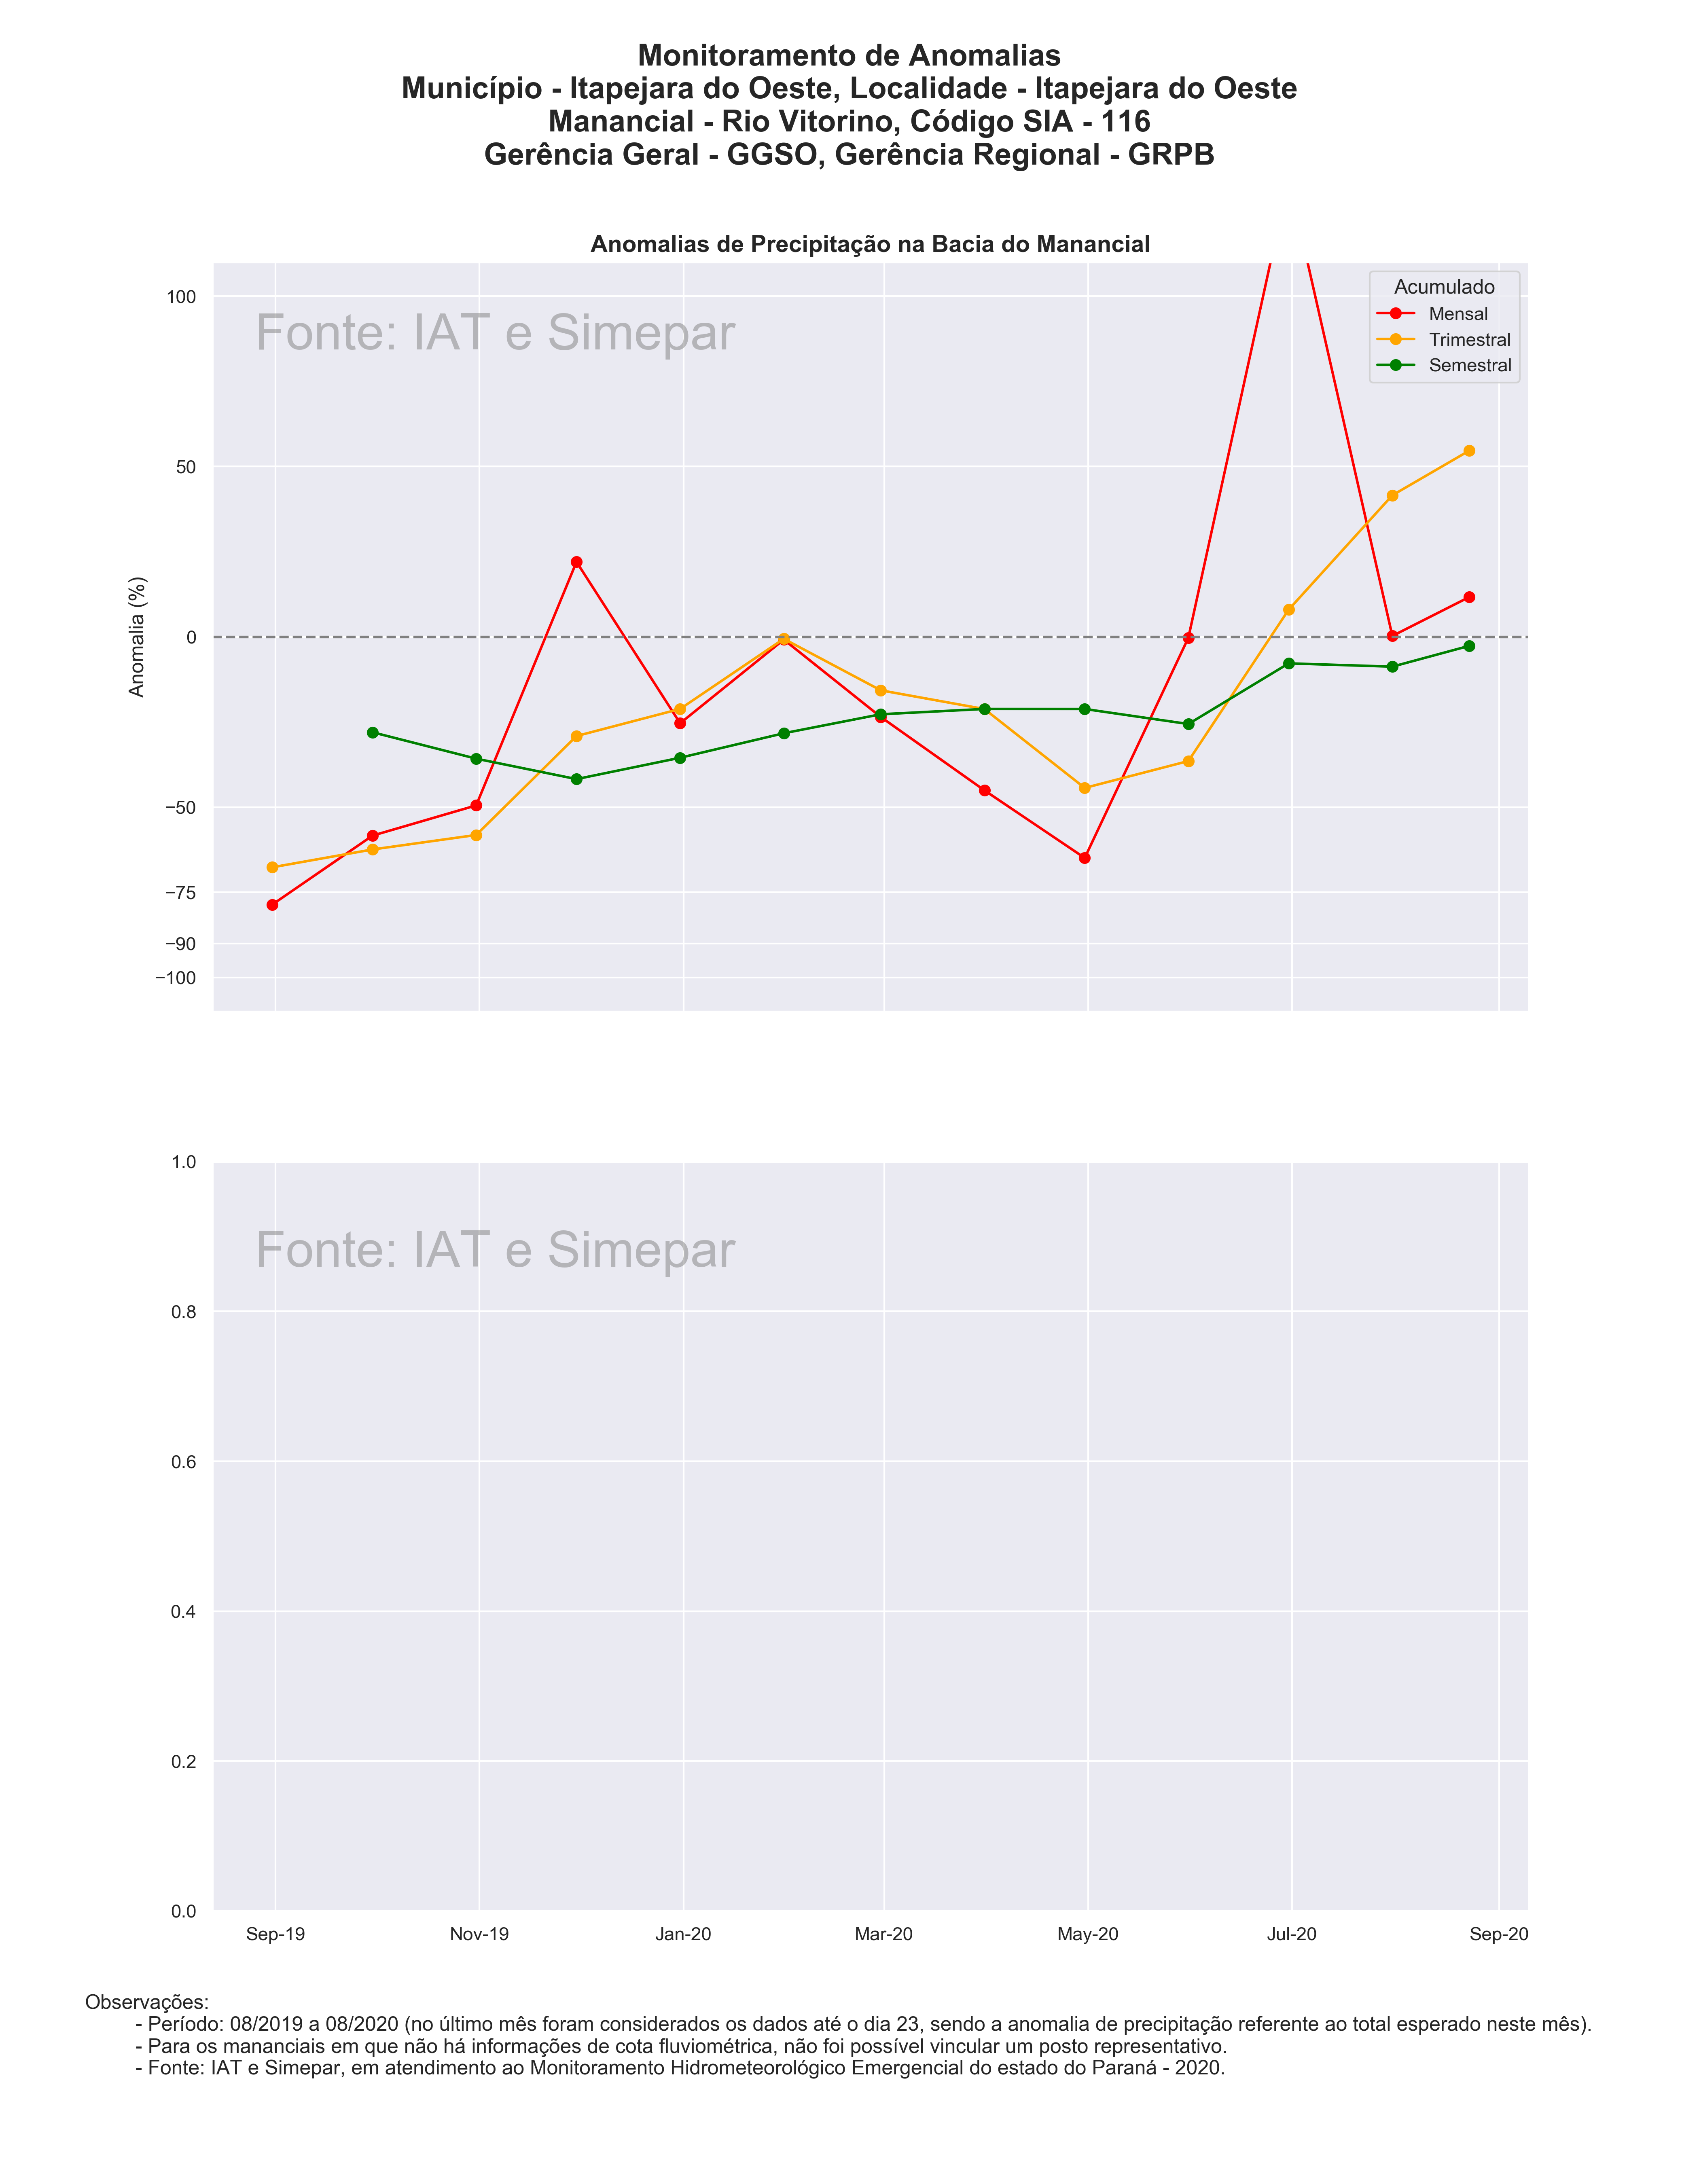 Monitoramento de Anomalias
Município - Itapejara do Oeste, Localidade - Itapejara do Oeste
Manancial - Rio Vitorino, Código SIA - 116
Gerência Geral - GGSO, Gerência Regional - GRPB
Anomalias de Precipitação na Bacia do Manancial
Fonte: IAT e Simepar
Acumulado
Mensal
Trimestral
Semestral
Anomalia (%)
100
50
0
−50
−75
−90
−100
Fonte: IAT e Simepar
1.0
0.8
0.6
0.4
0.2
0.0
Sep-19 Nov-19 Jan-20 Mar-20 May-20 Jul-20 Sep-20
Observações:
- Período: 08/2019 a 08/2020 (no último mês foram considerados os dados até o dia 23, sendo a anomalia de precipitação referente ao total esperado neste mês).
- Para os mananciais em que não há informações de cota fluviométrica, não foi possível vincular um posto representativo.
- Fonte: IAT e Simepar, em atendimento ao Monitoramento Hidrometeorológico Emergencial do estado do Paraná - 2020.